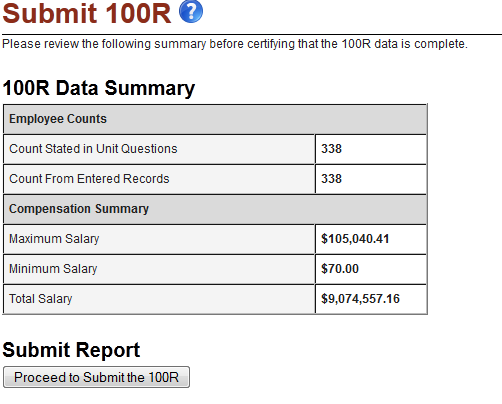 Submit 100R
Please review the following summary before certifying that the 100R data is complete.
100R Data Summary
Employee Counts
Count Stated in Unit Questions 338
Count From Entered Records 338
Compensation Summary
Maximum Salary $105,040.41
Minimum Salary $70.00
Total Salary $9,074,557.16
Submit Report
Proceed to Submit the 100R